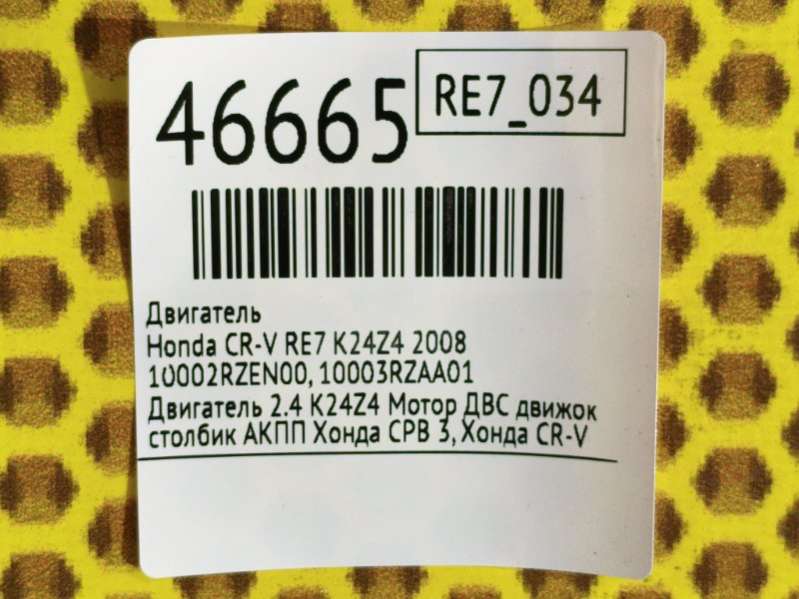 46665
RE7_034
Двигатель
Honda CR-V RE7 K24Z4 2008
10002RZEN00, 10003RZAA01
Двигатель 2.4 K24Z4 Мотор ДВС движок
столбик АКПП Хонда СРВ 3, Хонда CR-V